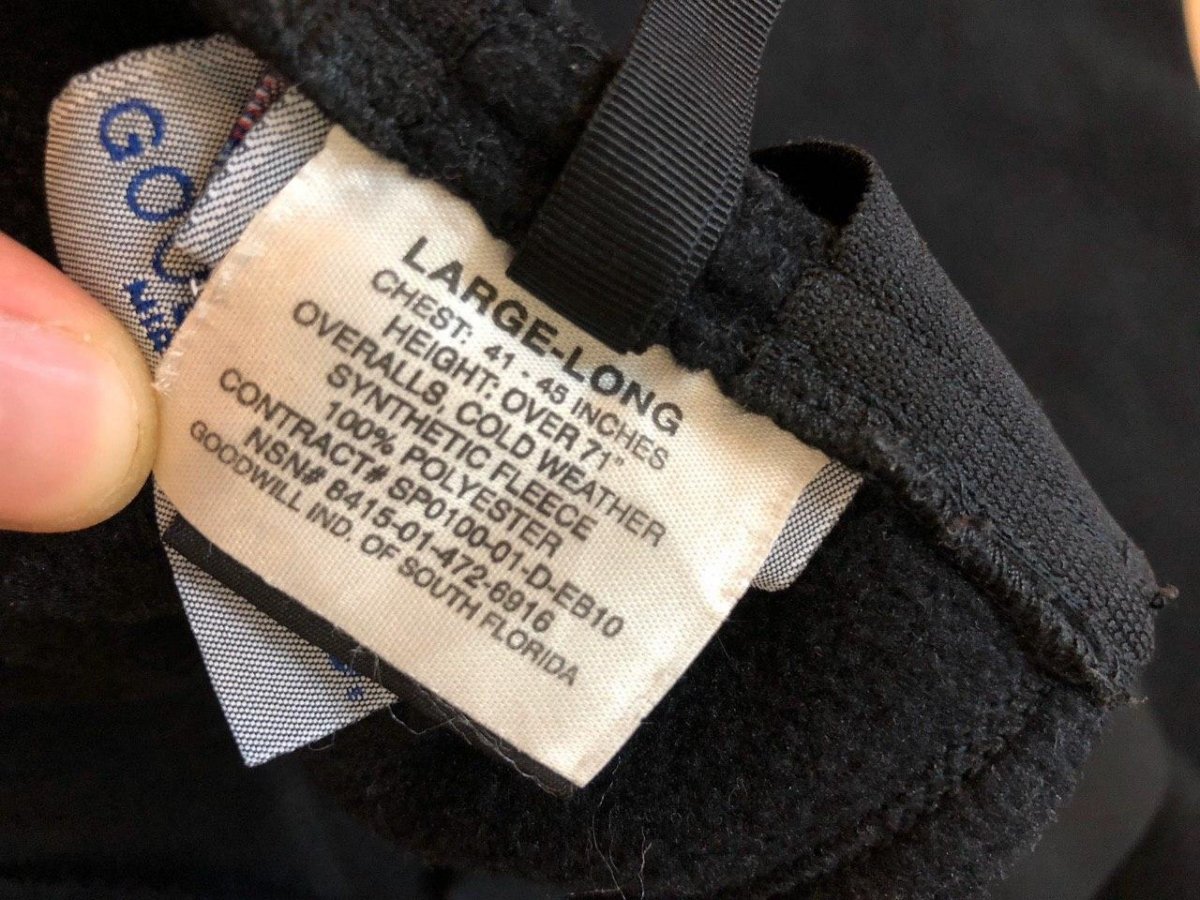 LARGE-LONG
CHEST: 41 - 45 INCHES
HEIGHT: OVER 71"
OVERALLS, COLD WEATHER
SYNTHETIC FLEECE
100% POLYESTER
CONTRACT# SP0100-01-D-EB10
NSN# 8415-01-472-6916
GOODWILL IND. OF SOUTH FLORIDA